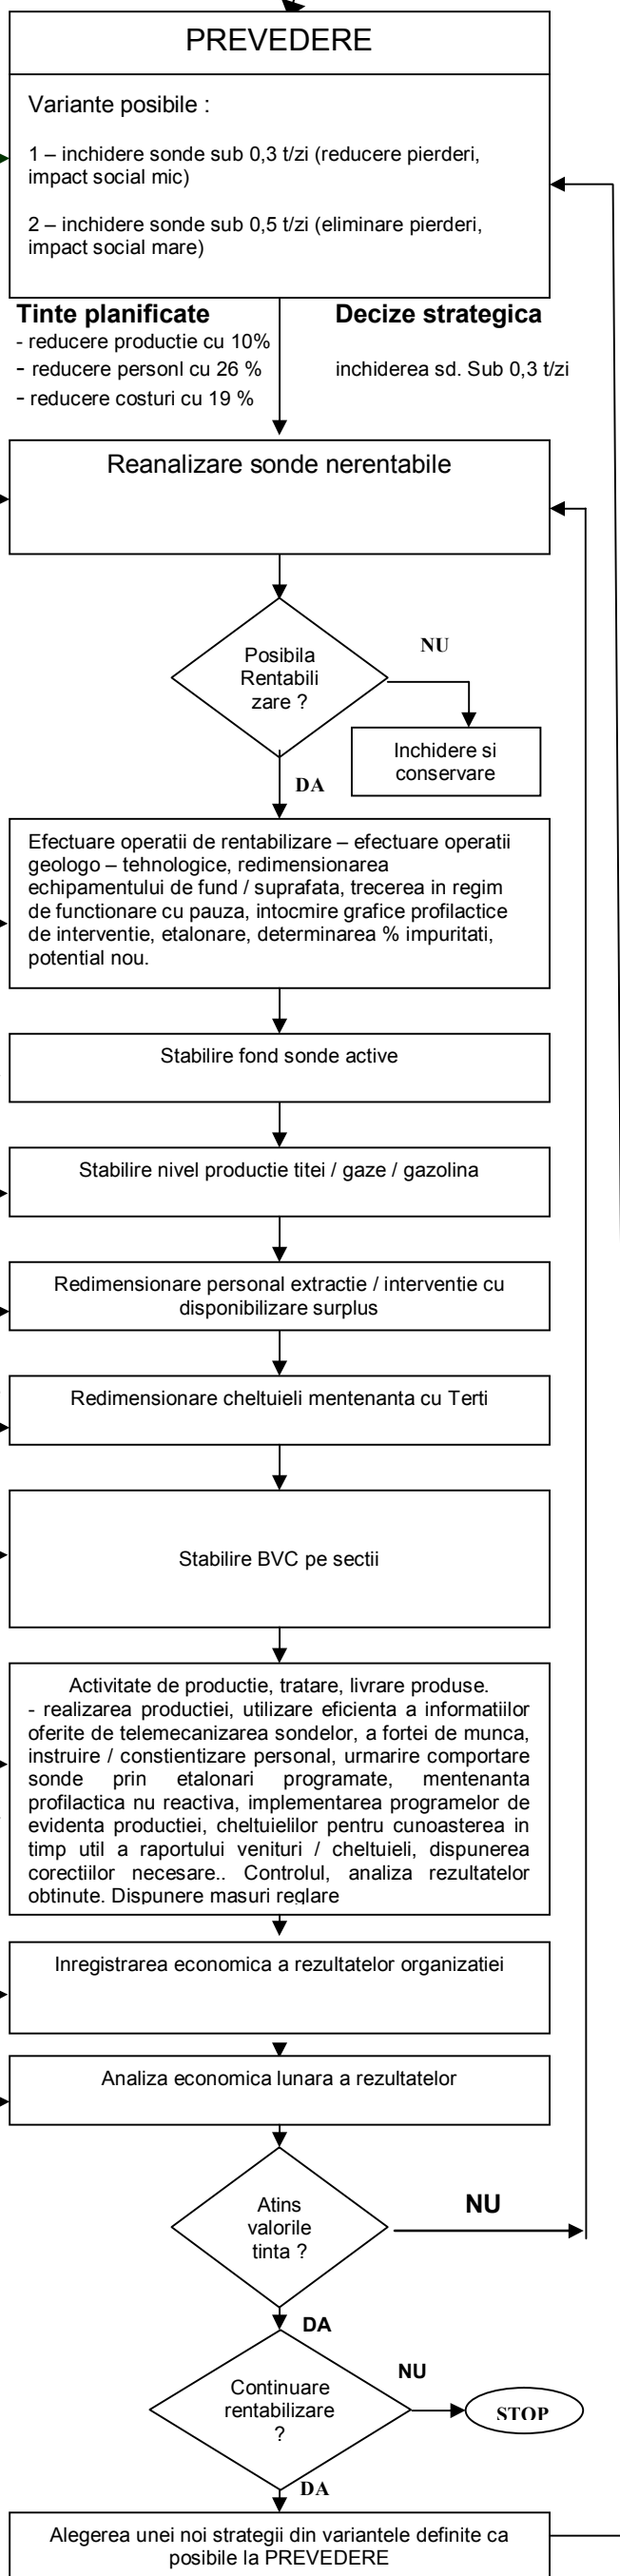 PREVEDERE
Variante posibile :
1 – inchidere sonde sub 0,3 t/zi (reducere pierderi,
impact social mic)
2 – inchidere sonde sub 0,5 t/zi (eliminare pierderi,
impact social mare)
Tinte planificate
- reducere productie cu 10%
- reducere personl cu 26 %
- reducere costuri cu 19 %
Decize strategica
inchiderea sd. Sub 0,3 t/zi
Reanalizare sonde nerentabile
Posibila
Rentabili
zare ?
NU
Inchidere si
conservare
DA
Efectuare operatii de rentabilizare – efectuare operatii
geologo – tehnologice, redimensionarea
echipamentului de fund / suprafata, trecerea in regim
de functionare cu pauza, intocmire grafice profilactice
de interventie, etalonare, determinarea % impuritati,
potential nou.
Stabilire fond sonde active
Stabilire nivel productie titei / gaze / gazolina
Redimensionare personal extractie / interventie cu
disponibilizare surplus
Redimensionare cheltuieli mentenanta cu Terti
Stabilire BVC pe sectii
Activitate de productie, tratare, livrare produse.
- realizarea productiei, utilizare eficienta a informatiilor
oferite de telemecanizarea sondelor, a fortei de munca,
instruire / constientizare personal, urmarire comportare
sonde prin etalonari programate, mentenanta
profilactica nu reactiva, implementarea programelor de
evidenta productiei, cheltuielilor pentru cunoasterea in
timp util a raportului venituri / cheltuieli, dispunerea
corectiilor necesare.. Controlul, analiza rezultatelor
obtinute. Dispunere masuri reglare
Inregistrarea economica a rezultatelor organizatiei
Analiza economica lunara a rezultatelor
Atins
valorile
tinta ?
NU
DA
Continuare
rentabilizare
?
NU
STOP
DA
Alegerea unei noi strategii din variantele definite ca
posibile la PREVEDERE